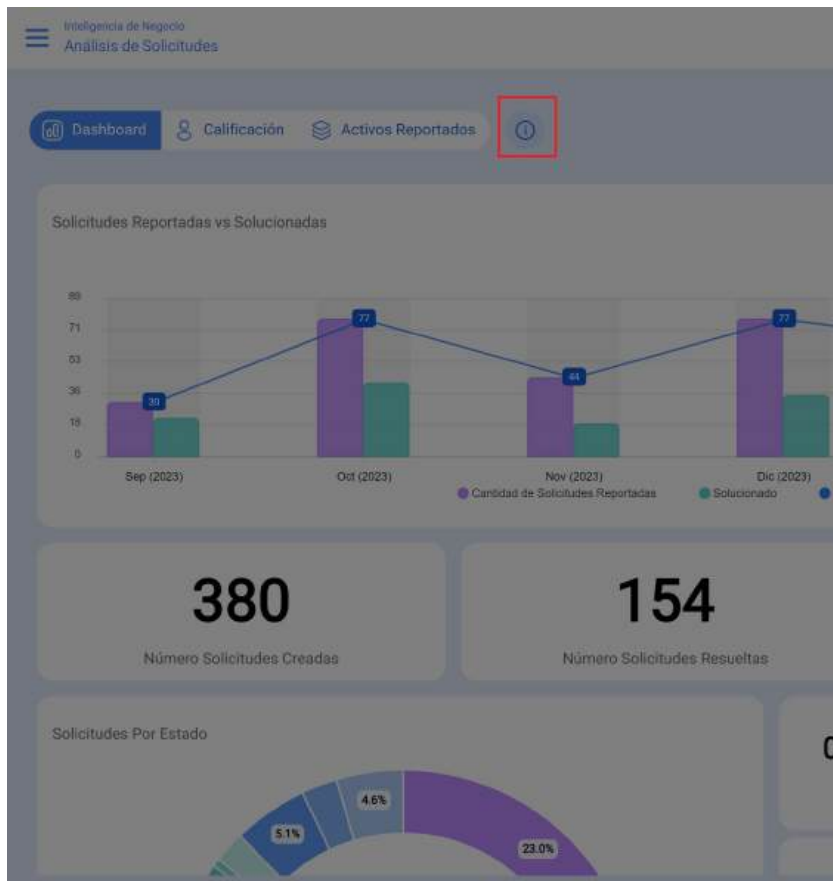 Inteligencia de Negocio
Análisis de Solicitudes
Dashboard
Calificación
Activos Reportados
Solicitudes Reportadas vs Solucionadas
89
71
53
36
18
0
30
77
44
77
Sep (2023)
Oct (2023)
Nov (2023)
Dic (2023)
Cantidad de Solicitudes Reportadas
Solucionado
380
154
Número Solicitudes Creadas
Número Solicitudes Resueltas
Solicitudes Por Estado
0
4.6%
5.1%
23.0%